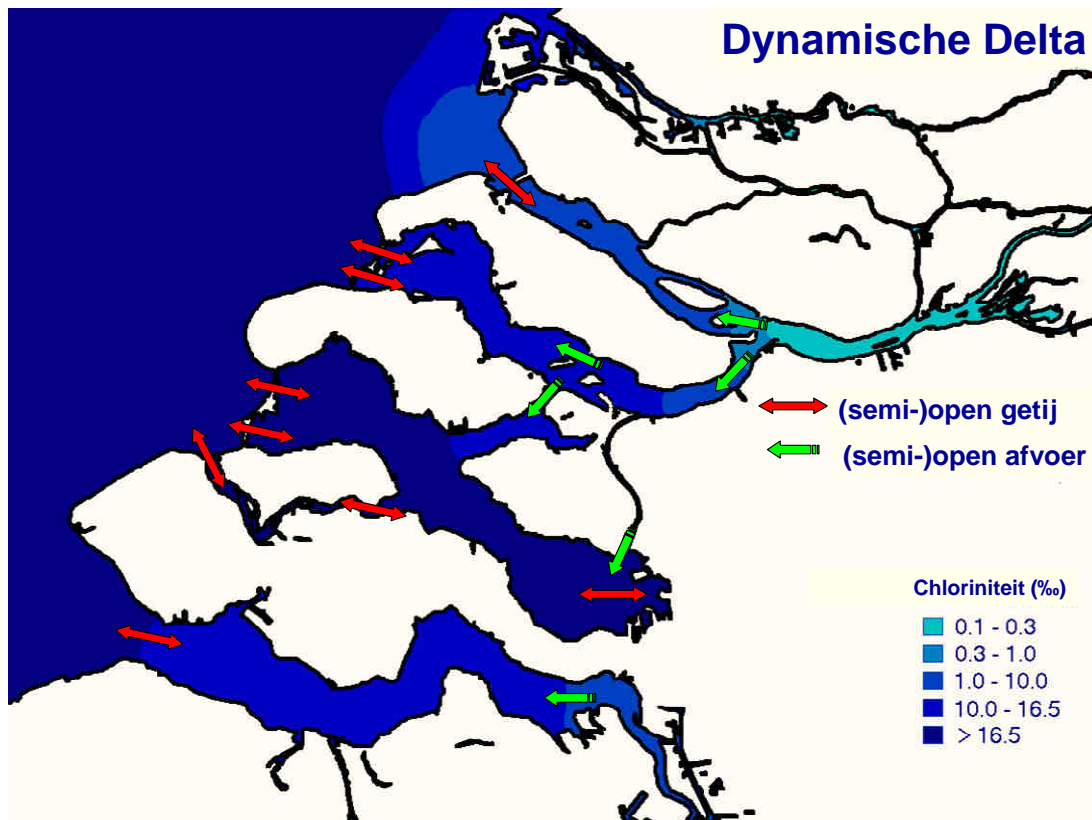 Dynamische Delta
(semi-)open getij
(semi-)open afvoer
Chloriniteit (‰)
0.1 - 0.3
0.3 - 1.0
1.0 - 10.0
10.0 - 16.5
> 16.5